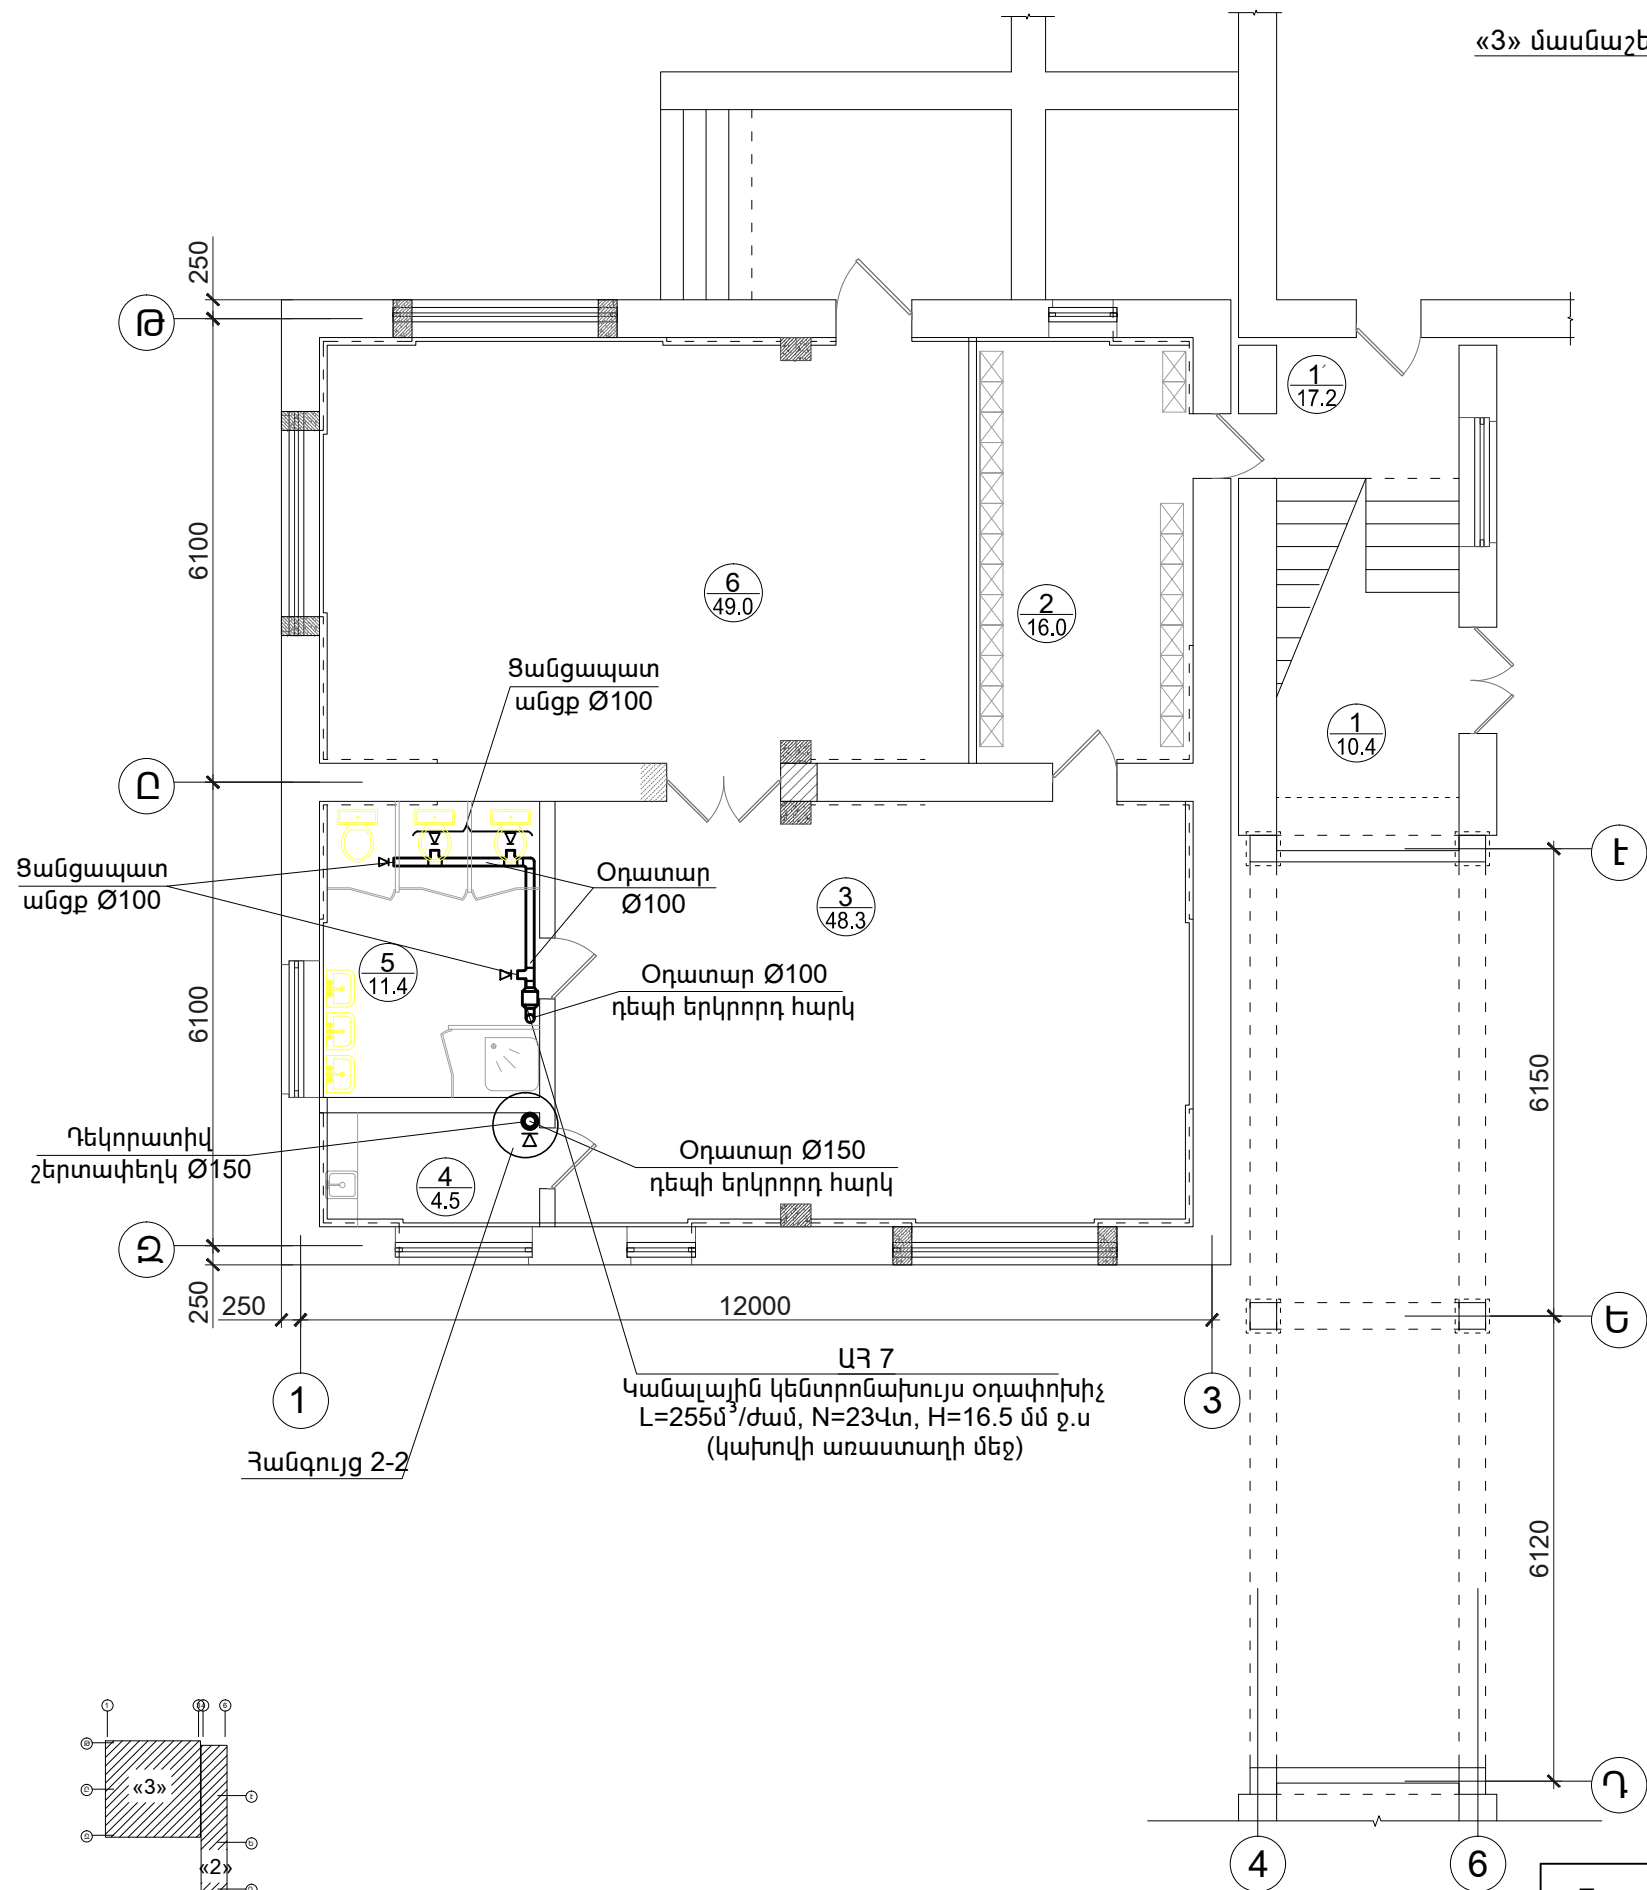 «3» մասնաշե
250
Թ
1՛
17.2
6100
6
49.0
2
16.0
Ցանցապատ
անցք Ø100
1
10.4
Ը
Է
Ցանցապատ
անցք Ø100
Օդատար
Ø100
3
48.3
5
11.4
Օդատար Ø100
դեպի երկրորդ հարկ
6100
6150
Դեկորատիվ
շերտափեղկ Ø150
Օդատար Ø150
դեպի երկրորդ հարկ
4
4.5
Զ
250
250
12000
Ե
ԱՀ 7
Կանալային կենտրոնախույս օդափոխիչ
L=255մ³/ժամ, N=23Վտ, H=16.5 մմ ջ.ս
(կախովի առաստաղի մեջ)
1
3
Հանգույց 2-2
6120
1
6
«3»
«2»
Դ
4
6